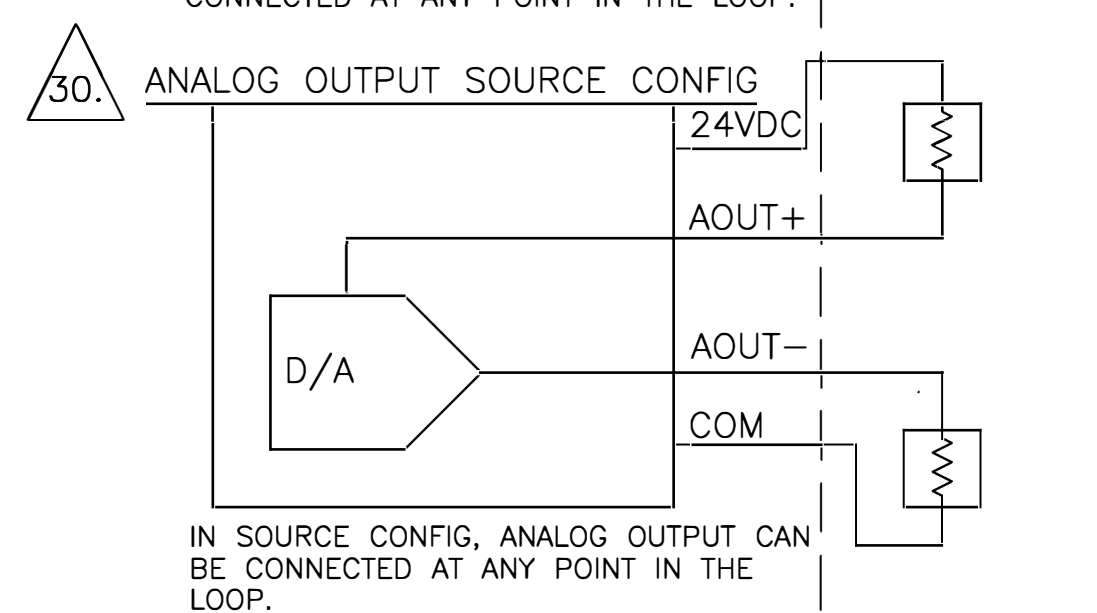 CONNECTED AT ANY POINT IN THE LOOP.
30.
ANALOG OUTPUT SOURCE CONFIG
24VDC
AOUT+
AOUT−
D/A
COM
IN SOURCE CONFIG, ANALOG OUTPUT CAN
BE CONNECTED AT ANY POINT IN THE
LOOP.